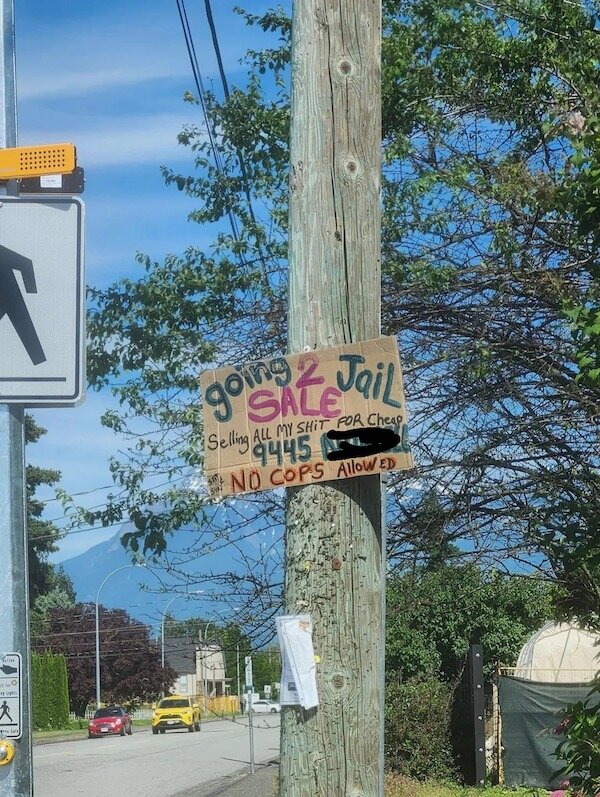 going 2 Jail
SALE
Selling ALL MY SHIT FOR Cheap
9445
NO COPS Allowed